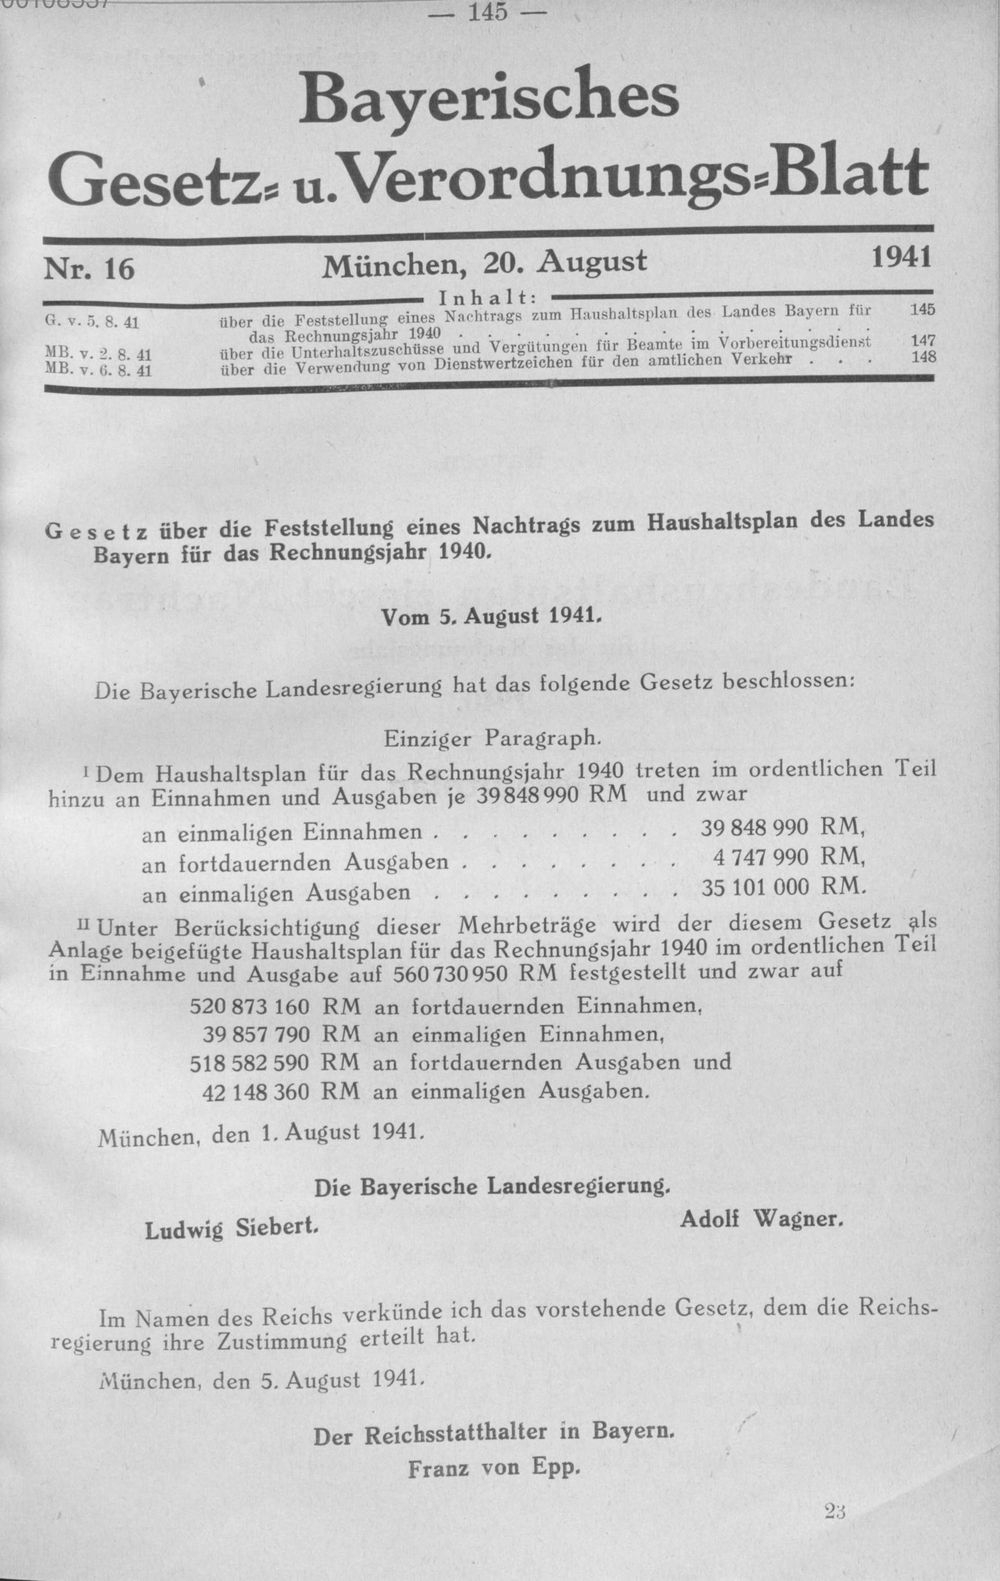 — 145 —
Bayerisches
Gesetz- u. Verordnungs-Blatt
Nr. 16 München, 20. August 1941
Inhalt:
G. v. 5. 8. 41 über die Feststellung eines Nachtrags zum Haushaltsplan des Landes Bayern für 145
das Rechnungsjahr 1940 . . . . . . . . . . . . . . .
MB. v. 2. 8. 41 über die Unterhaltszuschüsse und Vergütungen für Beamte im Vorbereitungsdienst 147
MB. v. 6. 8. 41 über die Verwendung von Dienstwertzeichen für den amtlichen Verkehr . . . 148
Gesetz über die Feststellung eines Nachtrags zum Haushaltsplan des Landes
Bayern für das Rechnungsjahr 1940.
Vom 5. August 1941.
Die Bayerische Landesregierung hat das folgende Gesetz beschlossen:
Einziger Paragraph.
I Dem Haushaltsplan für das Rechnungsjahr 1940 treten im ordentlichen Teil
hinzu an Einnahmen und Ausgaben je 39 848 990 RM und zwar
an einmaligen Einnahmen . . . . . . . . . 39 848 990 RM,
an fortdauernden Ausgaben . . . . . . . . 4 747 990 RM,
an einmaligen Ausgaben . . . . . . . . . 35 101 000 RM.
II Unter Berücksichtigung dieser Mehrbeträge wird der diesem Gesetz als
Anlage beigefügte Haushaltsplan für das Rechnungsjahr 1940 im ordentlichen Teil
in Einnahme und Ausgabe auf 560 730 950 RM festgestellt und zwar auf
520 873 160 RM an fortdauernden Einnahmen,
39 857 790 RM an einmaligen Einnahmen,
518 582 590 RM an fortdauernden Ausgaben und
42 148 360 RM an einmaligen Ausgaben.
München, den 1. August 1941.
Die Bayerische Landesregierung.
Ludwig Siebert. Adolf Wagner.
Im Namen des Reichs verkünde ich das vorstehende Gesetz, dem die Reichs-
regierung ihre Zustimmung erteilt hat.
München, den 5. August 1941.
Der Reichsstatthalter in Bayern.
Franz von Epp.
23